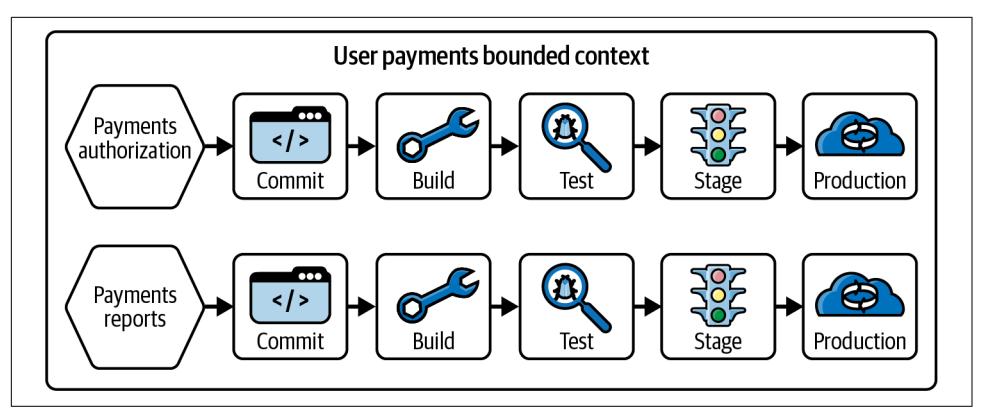 User payments bounded context
Payments
authorization
</>
Commit
Build
Test
Stage
Production
Payments
reports
</>
Commit
Build
Test
Stage
Production